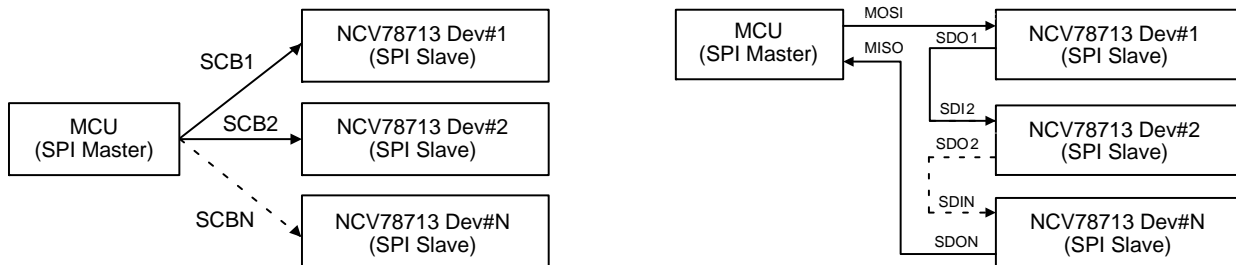 NCV78713 Dev#1
(SPI Slave)
SCB1
MCU
(SPI Master)
SCB2
NCV78713 Dev#2
(SPI Slave)
SCBN
NCV78713 Dev#N
(SPI Slave)
MCU
(SPI Master)
MOSI
MISO
NCV78713 Dev#1
(SPI Slave)
SDO1
SDI2
NCV78713 Dev#2
(SPI Slave)
SDO2
SDIN
NCV78713 Dev#N
(SPI Slave)
SDON